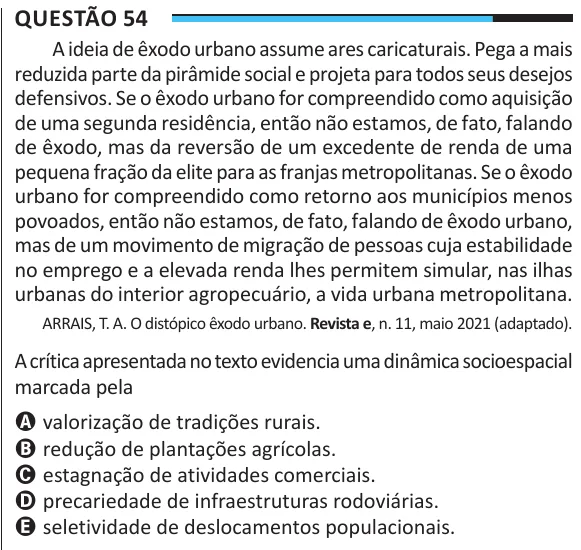 QUESTÃO 54
A ideia de êxodo urbano assume ares caricaturais. Pega a mais
reduzida parte da pirâmide social e projeta para todos seus desejos
defensivos. Se o êxodo urbano for compreendido como aquisição
de uma segunda residência, então não estamos, de fato, falando
de êxodo, mas da reversão de um excedente de renda de uma
pequena fração da elite para as franjas metropolitanas. Se o êxodo
urbano for compreendido como retorno aos municípios menos
povoados, então não estamos, de fato, falando de êxodo urbano,
mas de um movimento de migração de pessoas cuja estabilidade
no emprego e a elevada renda lhes permitem simular, nas ilhas
urbanas do interior agropecuário, a vida urbana metropolitana.
ARRAIS, T. A. O distópico êxodo urbano. Revista e, n. 11, maio 2021 (adaptado).
A crítica apresentada no texto evidencia uma dinâmica socioespacial
marcada pela
A valorização de tradições rurais.
B redução de plantações agrícolas.
C estagnação de atividades comerciais.
D precariedade de infraestruturas rodoviárias.
E seletividade de deslocamentos populacionais.